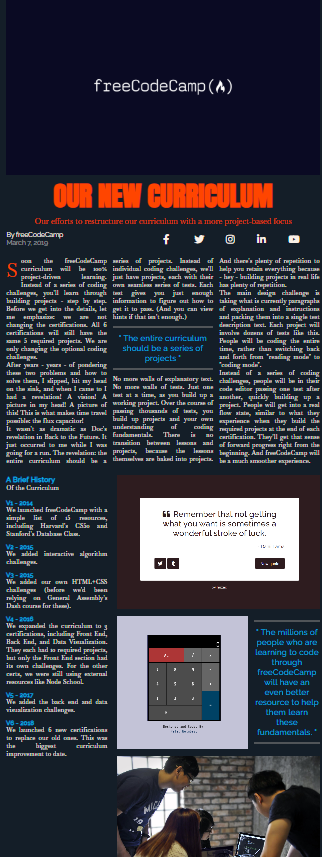 freeCodeCamp(🔥)
OUR NEW CURRICULUM
Our efforts to restructure our curriculum with a more project-based focus
By freeCodeCamp
March 7, 2019
Soon the freeCodeCamp
curriculum will be 100%
project-driven learning.
Instead of a series of coding
challenges, you'll learn through
building projects - step by step.
Before we get into the details, let
me emphasize: we are not
changing the certifications. All 6
certifications will still have the
same 5 required projects. We are
only changing the optional coding
challenges.
After years - years - of pondering
these two problems and how to
solve them, I slipped, hit my head
on the sink, and when I came to I
had a revelation! A vision! A
picture in my head! A picture of
this! This is what makes time travel
possible: the flux capacitor!
It wasn't as dramatic as Doc's
revelation in Back to the Future. It
just occurred to me while I was
going for a run. The revelation: the
entire curriculum should be a
series of projects. Instead of
individual coding challenges, we'll
just have projects, each with their
own seamless series of tests. Each
test gives you just enough
information to figure out how to
get it to pass. (And you can view
hints if that isn't enough.)
" The entire curriculum
should be a series of
projects "
No more walls of explanatory text.
No more walls of tests. Just one
test at a time, as you build up a
working project. Over the course of
passing thousands of tests, you
build up projects and your own
understanding of coding
fundamentals. There is no
transition between lessons and
projects, because the lessons
themselves are baked into projects.
And there's plenty of repetition to
help you retain everything because
- hey - building projects in real life
has plenty of repetition.
The main design challenge is
taking what is currently paragraphs
of explanation and instructions
and packing them into a single test
description text. Each project will
involve dozens of tests like this.
People will be coding the entire
time, rather than switching back
and forth from "reading mode" to
"coding mode".
Instead of a series of coding
challenges, people will be in their
code editor passing one test after
another, quickly building up a
project. People will get into a real
flow state, similar to what they
experience when they build the
required projects at the end of each
certification. They'll get that sense
of forward progress right from the
beginning. And freeCodeCamp will
be a much smoother experience.
A Brief History
Of the Curriculum
V1 - 2014
We launched freeCodeCamp with a
simple list of 15 resources,
including Harvard's CS50 and
Stanford's Database Class.
V2 - 2015
We added interactive algorithm
challenges.
V3 - 2015
We added our own HTML+CSS
challenges (before we'd been
relying on General Assembly's
Dash course for these).
V4 - 2016
We expanded the curriculum to 3
certifications, including Front End,
Back End, and Data Visualization.
They each had 10 required projects,
but only the Front End section had
its own challenges. For the other
certs, we were still using external
resources like Node School.
V5 - 2017
We added the back end and data
visualization challenges.
V6 - 2018
We launched 6 new certifications
to replace our old ones. This was
the biggest curriculum
improvement to date.
Remember that not getting
what you want is sometimes a
wonderful stroke of luck.
" The millions of
people who are
learning to code
through
freeCodeCamp
will have an
even better
resource to help
them learn
these
fundamentals. "